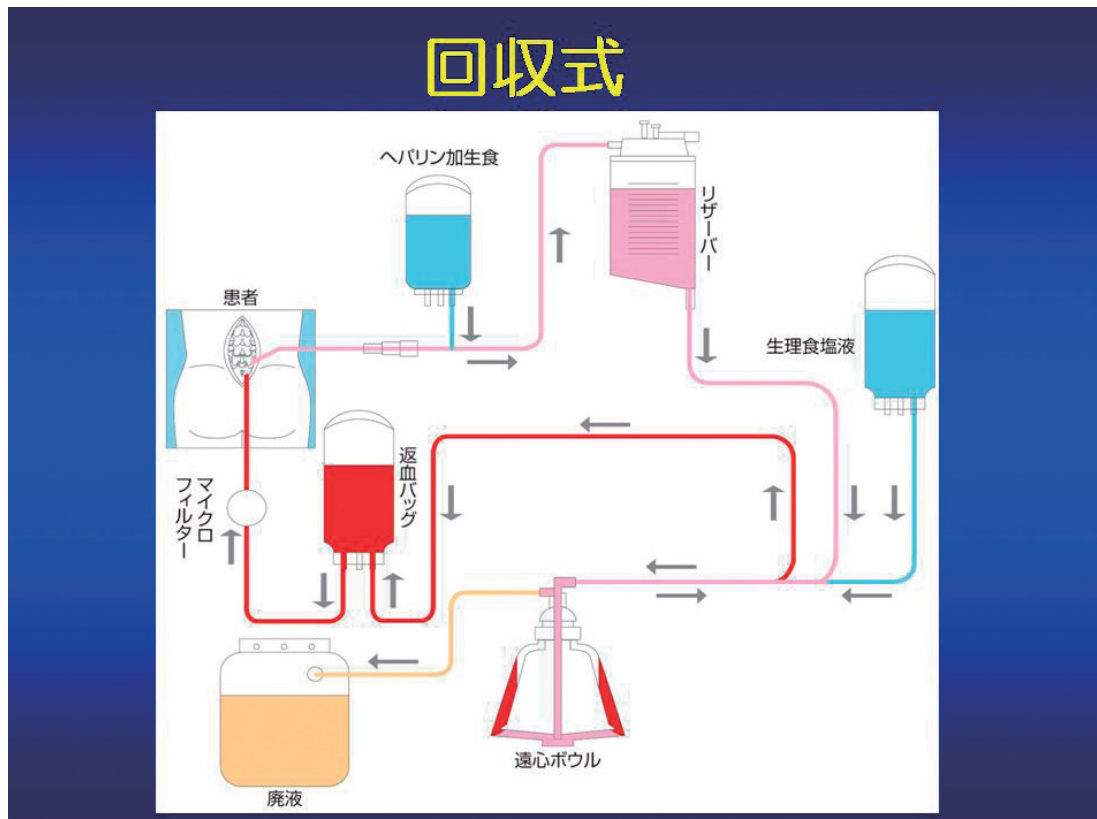 回収式
ヘパリン加生食
リザーバー
患者
生理食塩液
返血バッグ
マイクロ
フィルター
遠心ボウル
廃液